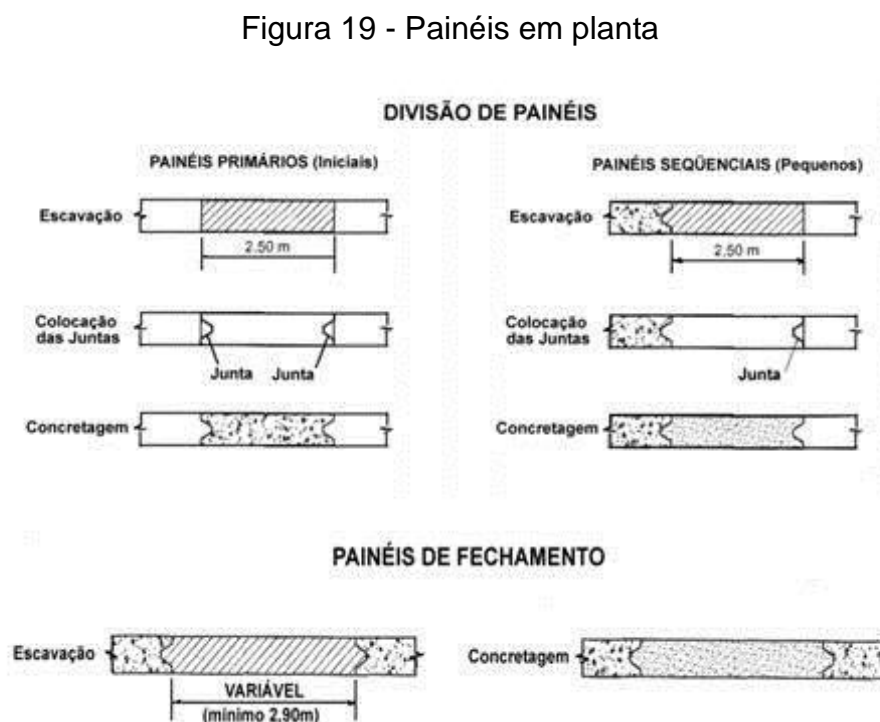 Figura 19 - Painéis em planta
DIVISÃO DE PAINÉIS
PAINÉIS PRIMÁRIOS (Iniciais)
Escavação
2,50 m
Colocação
das Juntas
Junta
Junta
Concretagem
PAINÉIS SEQÜENCIAIS (Pequenos)
Escavação
2,50 m
Colocação
das Juntas
Junta
Concretagem
PAINÉIS DE FECHAMENTO
Escavação
VARIÁVEL
(mínimo 2,90m)
Concretagem